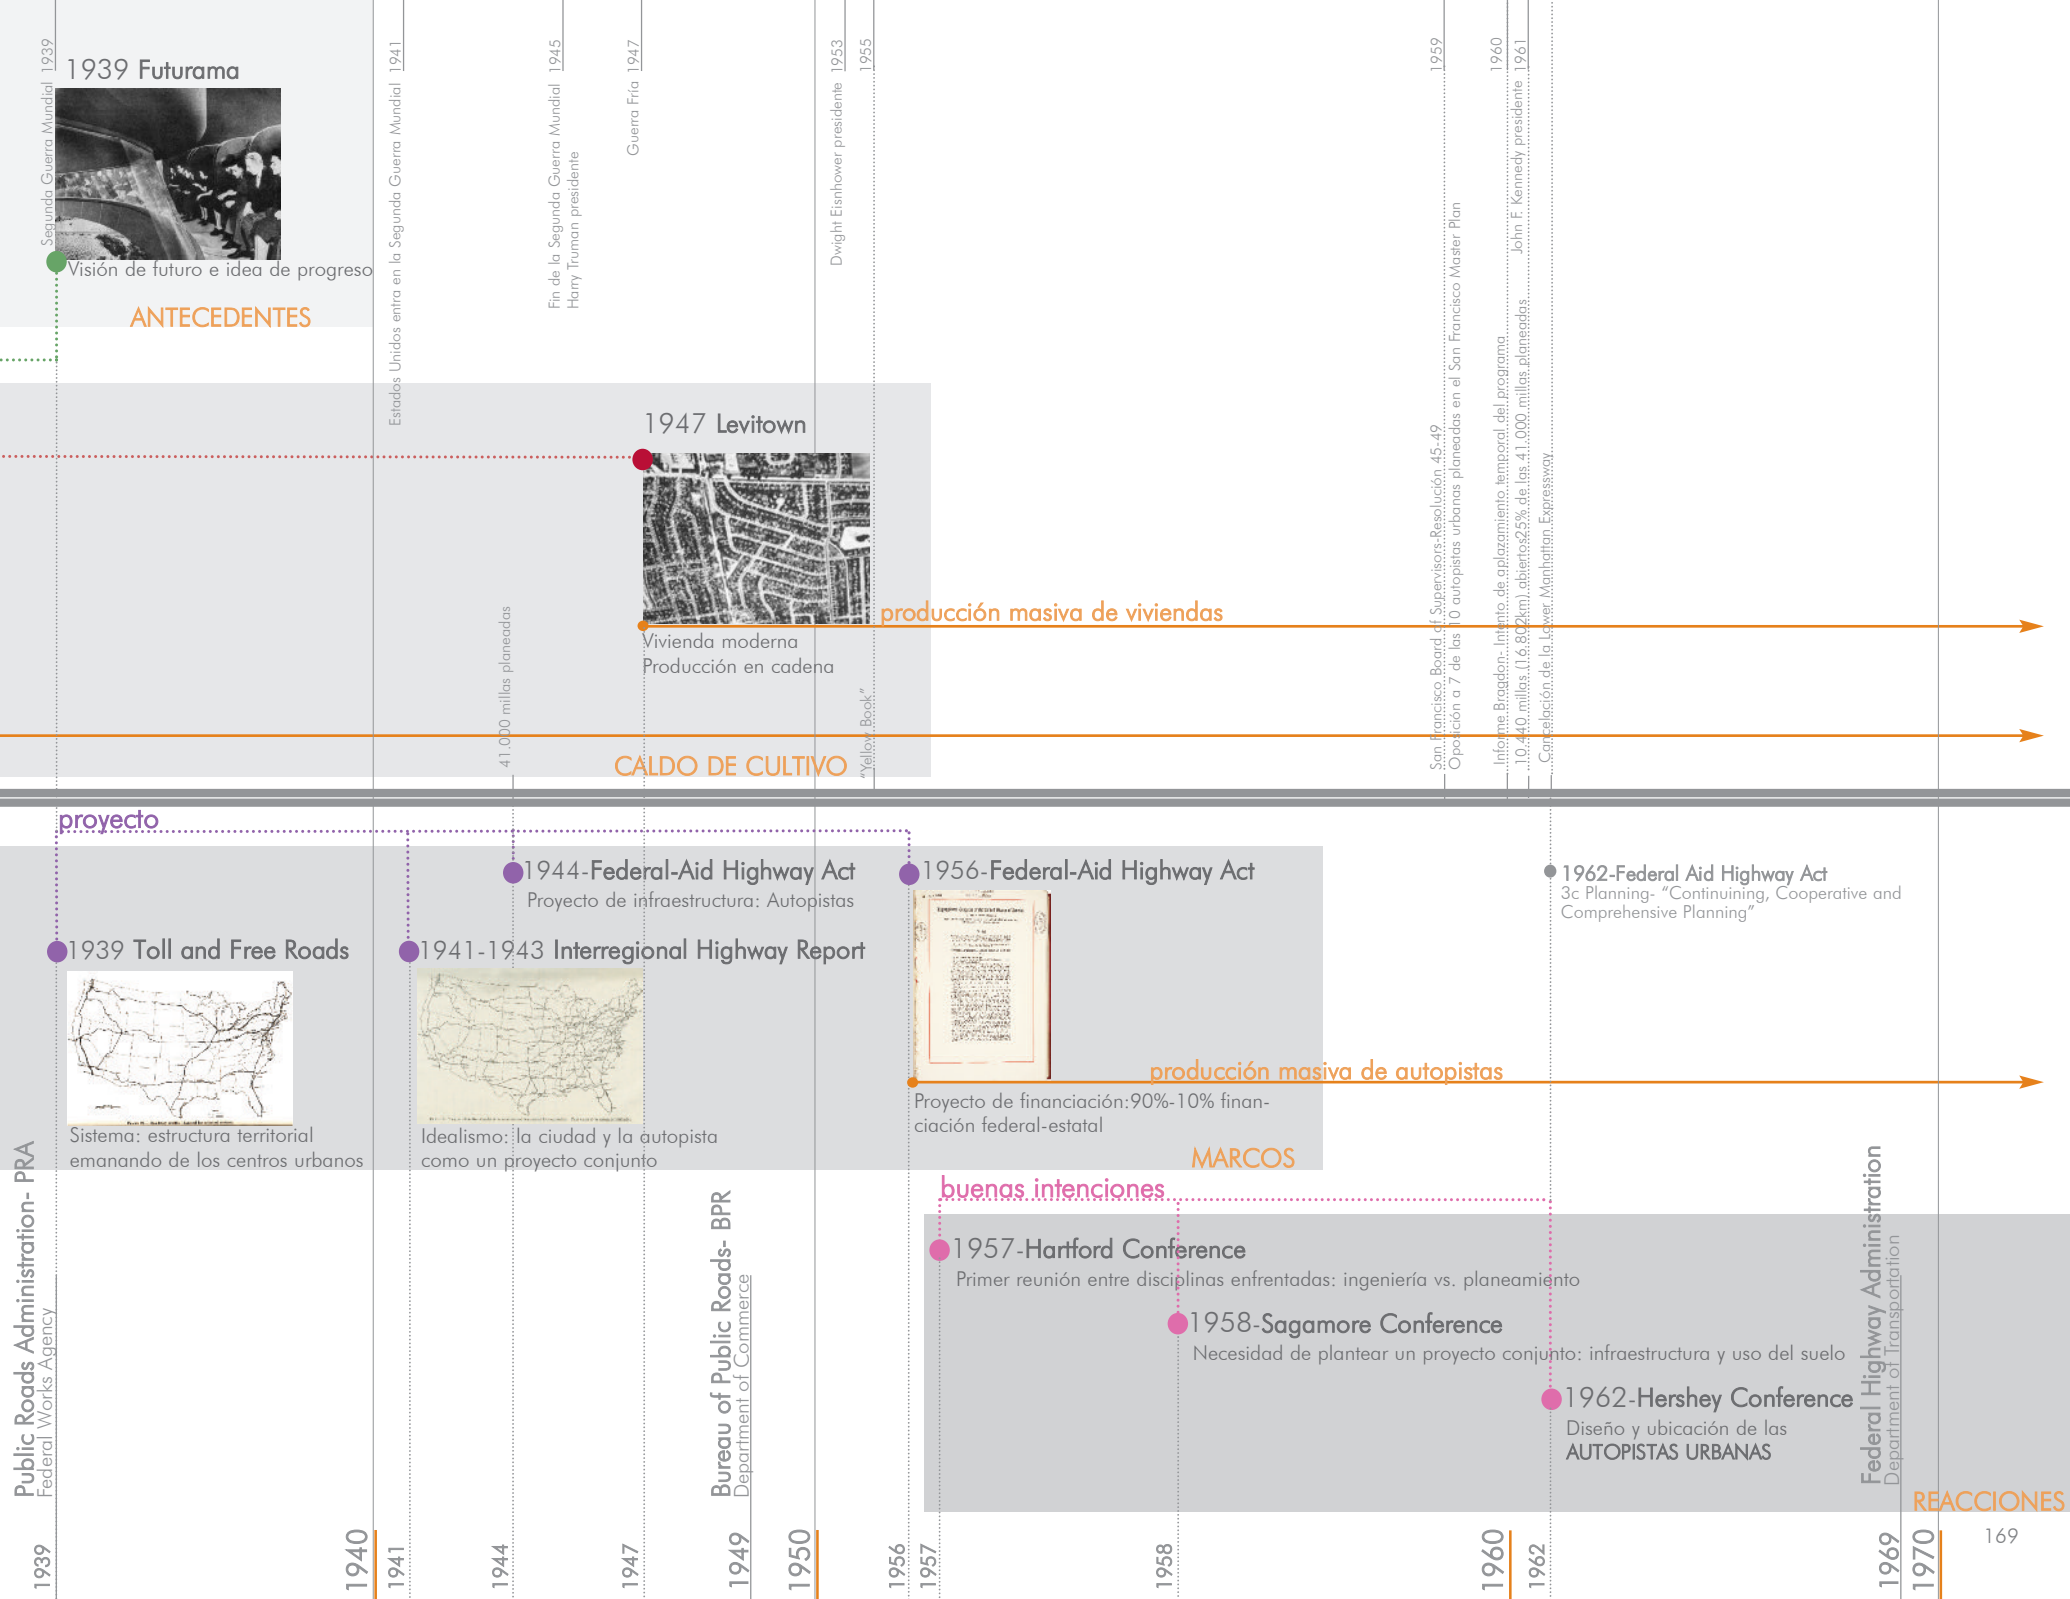 1939
Segunda Guerra Mundial
1939 Futurama
Visión de futuro e idea de progreso
ANTECEDENTES
1941
Estados Unidos entra en la Segunda Guerra Mundial
1945
Fin de la Segunda Guerra Mundial
Harry Truman presidente
1947
Guerra Fría
1953
Dwight Eisnhower presidente
1955
1959
1960
1961
John F. Kennedy presidente
San Francisco Board of Supervisors-Resolución 45-49
Oposición a 7 de las 10 autopistas urbanas planeadas en el San Francisco Master Plan
Informe Bragdon- Intento de aplazamiento temporal del programa
10.440 millas (16.802km) abiertos25% de las 41.000 millas planeadas
Cancelación de la Lower Manhattan Expressway
1947 Levitown
producción masiva de viviendas
Vivienda moderna
Producción en cadena
41.000 millas planeadas
"Yellow Book"
CALDO DE CULTIVO
proyecto
1944-Federal-Aid Highway Act
Proyecto de infraestructura: Autopistas
1956-Federal-Aid Highway Act
1962-Federal Aid Highway Act
3c Planning- “Continuining, Cooperative and
Comprehensive Planning”
1939 Toll and Free Roads
1941-1943 Interregional Highway Report
producción masiva de autopistas
Proyecto de financiación:90%-10% finan-
ciación federal-estatal
Sistema: estructura territorial
emanando de los centros urbanos
Idealismo: la ciudad y la autopista
como un proyecto conjunto
MARCOS
buenas intenciones
1957-Hartford Conference
Primer reunión entre disciplinas enfrentadas: ingeniería vs. planeamiento
1958-Sagamore Conference
Necesidad de plantear un proyecto conjunto: infraestructura y uso del suelo
1962-Hershey Conference
Diseño y ubicación de las
AUTOPISTAS URBANAS
Public Roads Administration- PRA
Federal Works Agency
Bureau of Public Roads- BPR
Department of Commerce
Federal Highway Administration
Department of Transportation
REACCIONES
169
1939
1940
1941
1944
1947
1949
1950
1956
1957
1958
1960
1962
1969
1970